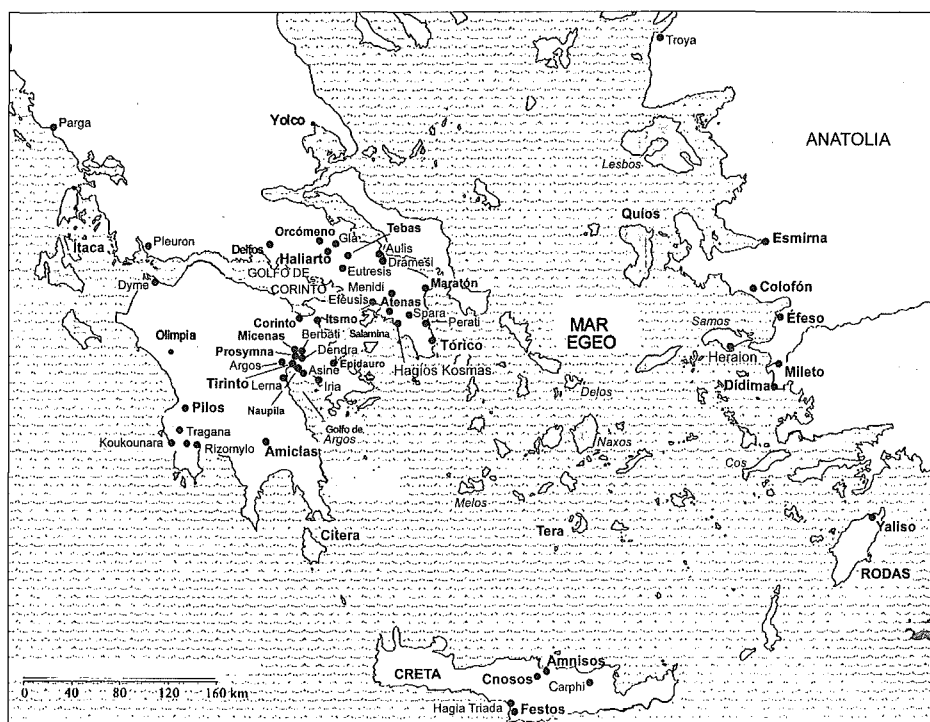 Troya
Parga
Yolco
ANATOLIA
Lesbos
Quíos
Tebas
Orcómeno
Gla
Ítaca
Pleuron
Delfos
Haliarto
Aulis
Dramesi
Esmirna
GOLFO DE
CORINTO
Eutresis
Dyme
Menidi
Maratón
Colofón
Efeusis
Atenas
Spara
Éfeso
Corinto
Itsmo
Salamina
Perati
MAR
EGEO
Samos
Olimpia
Micenas
Berbati
Tórico
Heraion
Prosymna
Dendra
Epidauro
Argos
Asine
Hagios Kosmas
Mileto
Tirinto
Lerna
Iria
Delos
Dídima
Pilos
Naupila
Golfo de
Argos
Tragana
Koukounara
Rizomylo
Amiclas
Naxos
Cos
Melos
Tera
Yaliso
Citera
RODAS
Amnisos
CRETA
Cnosos
Carphi
0 40 80 120 160 km
Hagia Triada
Festos